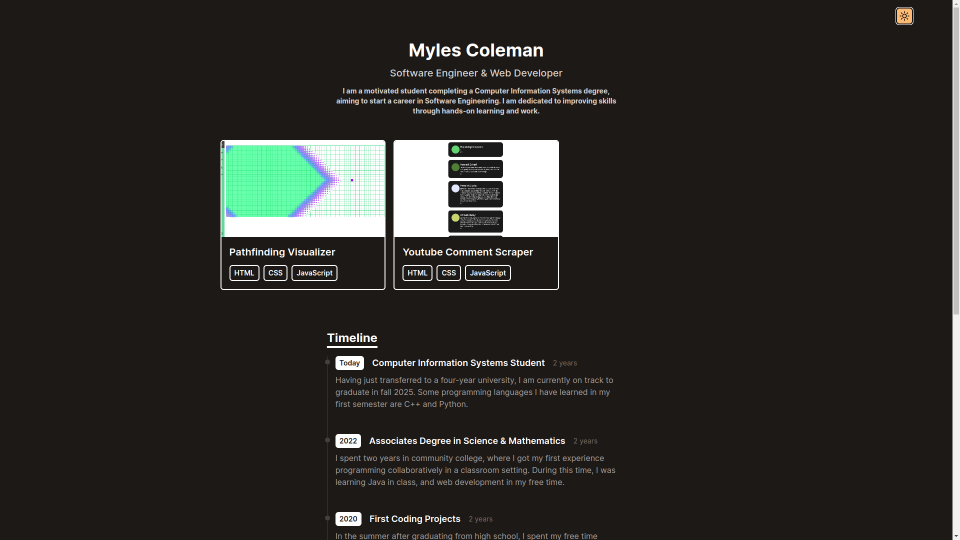 Myles Coleman
Software Engineer & Web Developer
I am a motivated student completing a Computer Information Systems degree,
aiming to start a career in Software Engineering. I am dedicated to improving skills
through hands-on learning and work.
Pathfinding Visualizer
HTML CSS JavaScript
Youtube Comment Scraper
HTML CSS JavaScript
Timeline
Today Computer Information Systems Student 2 years
Having just transferred to a four-year university, I am currently on track to
graduate in fall 2025. Some programming languages I have learned in my
first semester are C++ and Python.
2022 Associates Degree in Science & Mathematics 2 years
I spent two years in community college, where I got my first experience
programming collaboratively in a classroom setting. During this time, I was
learning Java in class, and web development in my free time.
2020 First Coding Projects 2 years
In the summer after graduating from high school, I spent my free time